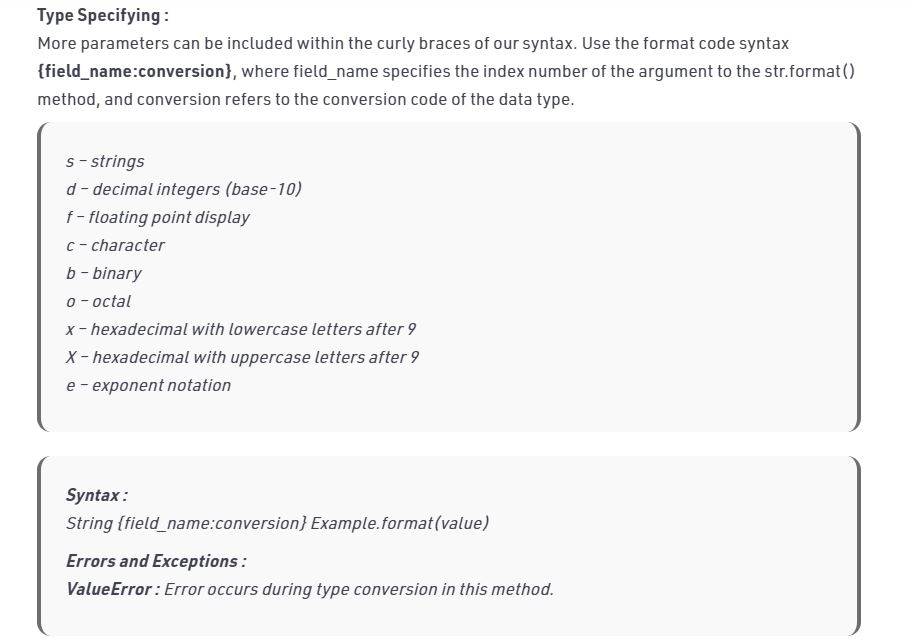 Type Specifying :
More parameters can be included within the curly braces of our syntax. Use the format code syntax
{field_name:conversion}, where field_name specifies the index number of the argument to the str.format()
method, and conversion refers to the conversion code of the data type.
s – strings
d – decimal integers (base-10)
f – floating point display
c – character
b – binary
o – octal
x – hexadecimal with lowercase letters after 9
X – hexadecimal with uppercase letters after 9
e – exponent notation
Syntax :
String {field_name:conversion} Example.format(value)
Errors and Exceptions :
ValueError : Error occurs during type conversion in this method.